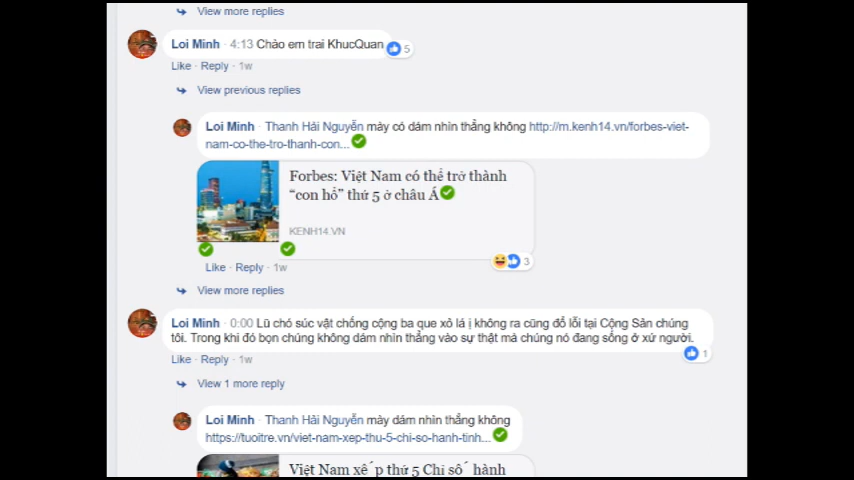 View more replies
Loi Minh · 4:13 Chào em trai KhucQuan
5
Like · Reply · 1w
View previous replies
Loi Minh · Thanh Hải Nguyễn mày có dám nhìn thẳng không http://m.kenh14.vn/forbes-viet-
nam-co-the-tro-thanh-con...
Forbes: Việt Nam có thể trở thành
“con hổ” thứ 5 ở châu Á
KENH14.VN
3
Like · Reply · 1w
View more replies
Loi Minh · 0:00 Lũ chó súc vật chống cộng ba que xỏ lá ị không ra cũng đổ lỗi tại Cộng Sản chúng
tôi. Trong khi đó bọn chúng không dám nhìn thẳng vào sự thật mà chúng nó đang sống ở xứ người.
1
Like · Reply · 1w
View 1 more reply
Loi Minh · Thanh Hải Nguyễn mày dám nhìn thẳng không
https://tuoitre.vn/viet-nam-xep-thu-5-chi-so-hanh-tinh...
Việt Nam xếp thứ 5 Chỉ số hành